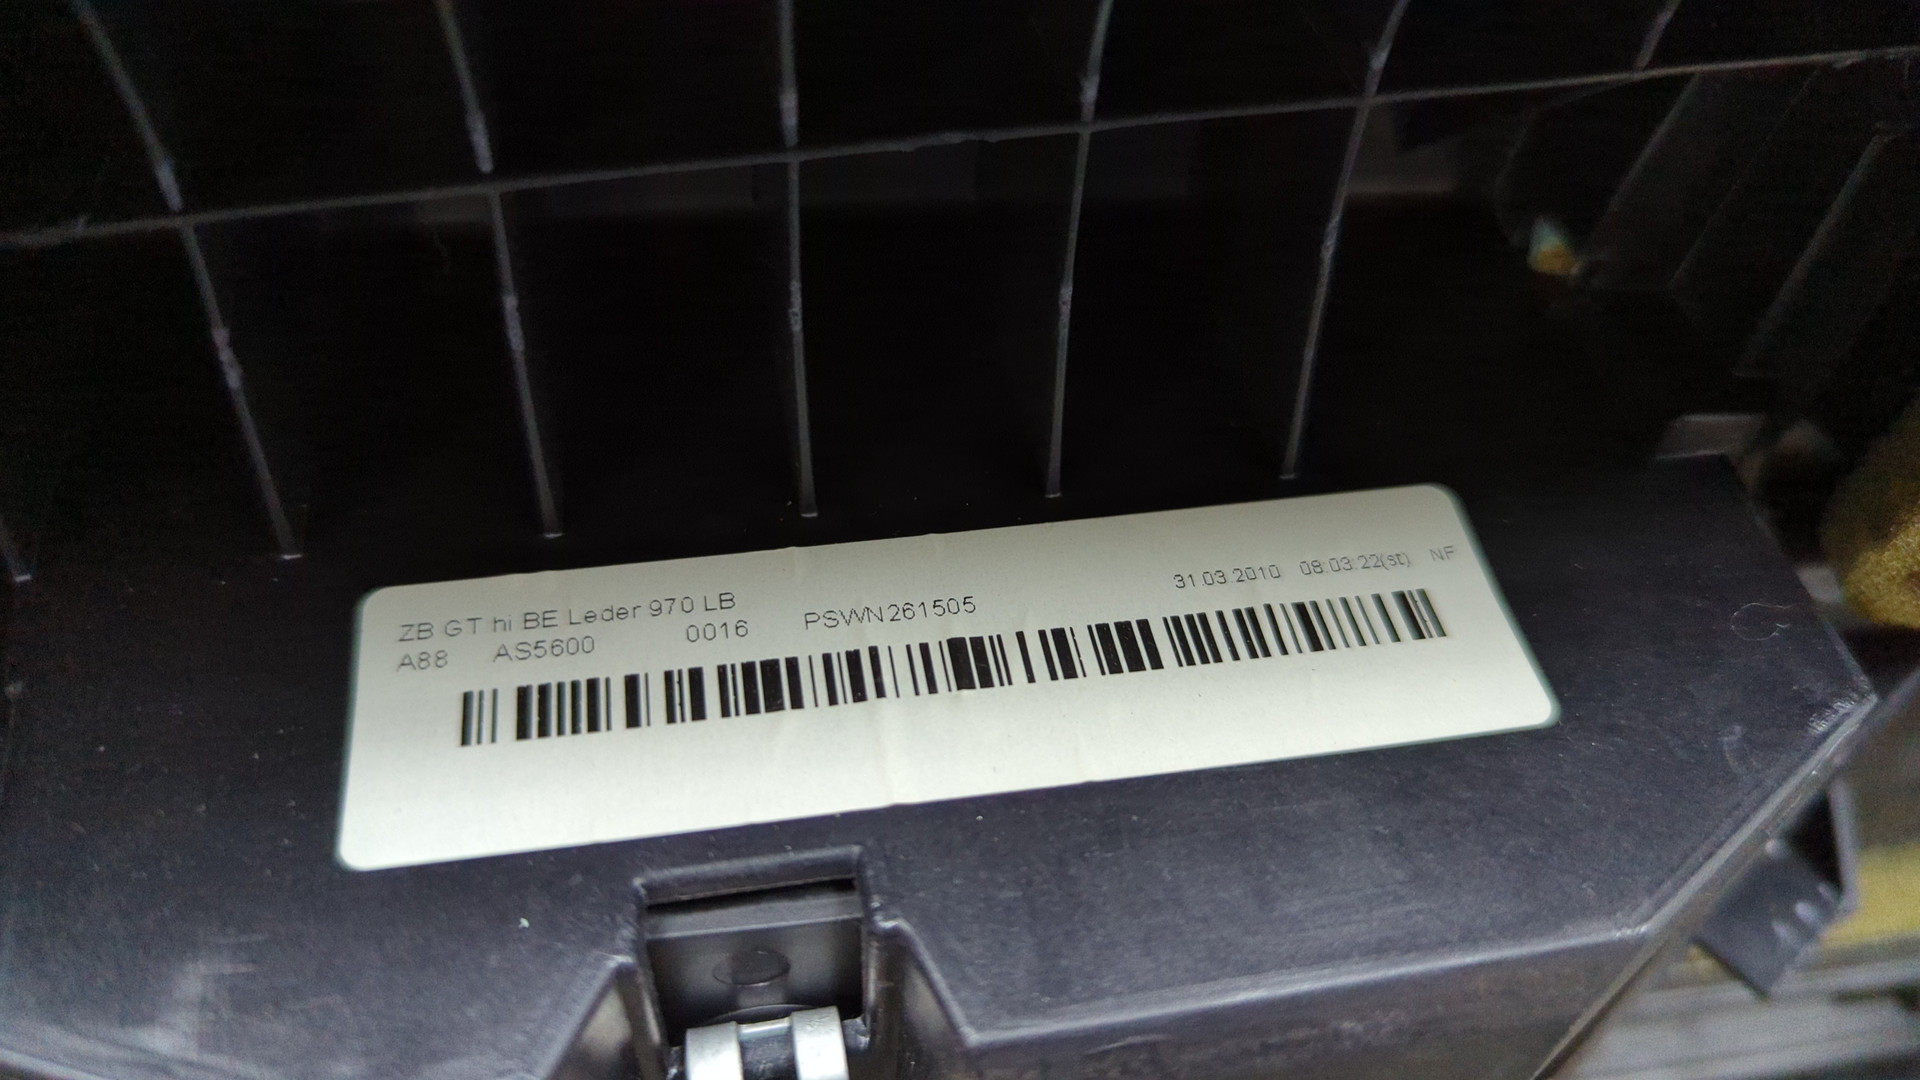 ZB GT hi BE Leder 970 LB
A88 AS5600 0016 PSWN261505 31.03.2010 08:03:22(st) NF